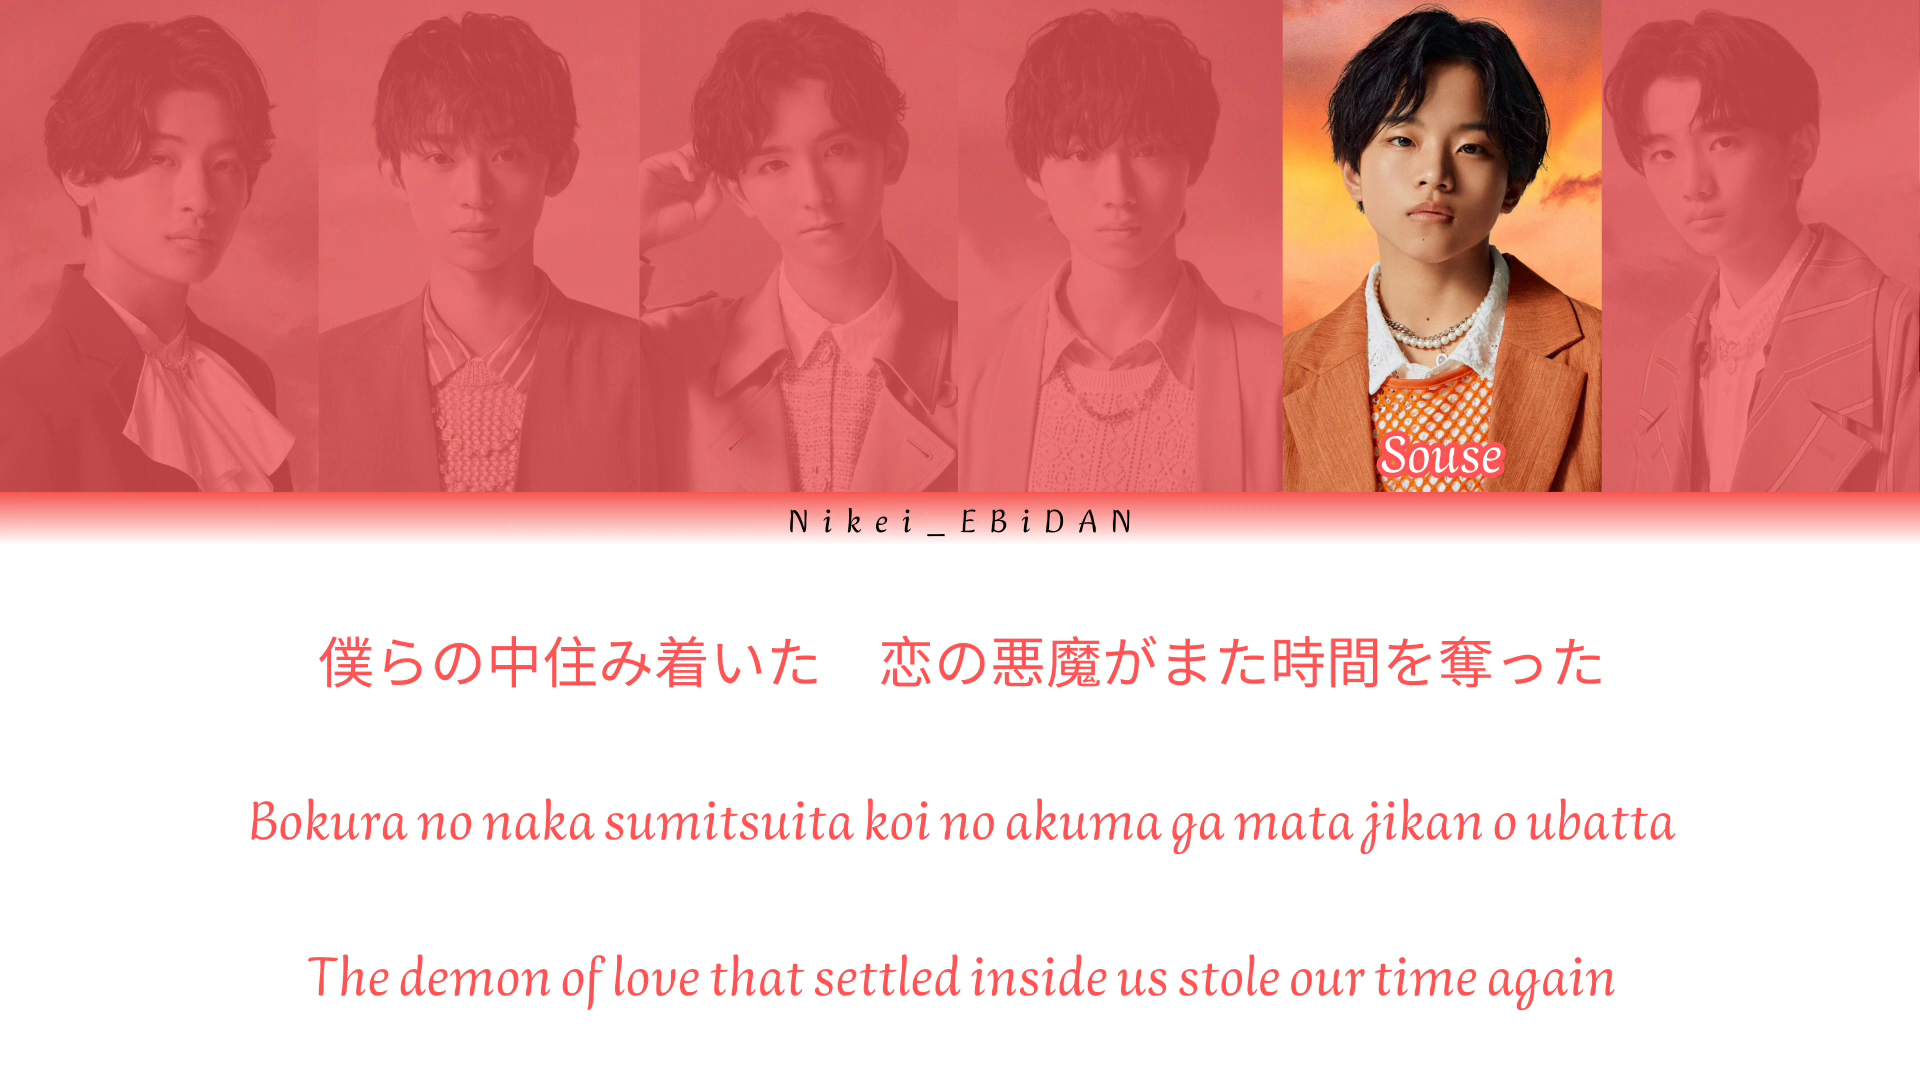 Souse
Nikei_EBiDAN
僕らの中住み着いた　恋の悪魔がまた時間を奪った
Bokura no naka sumitsuita koi no akuma ga mata jikan o ubatta
The demon of love that settled inside us stole our time again